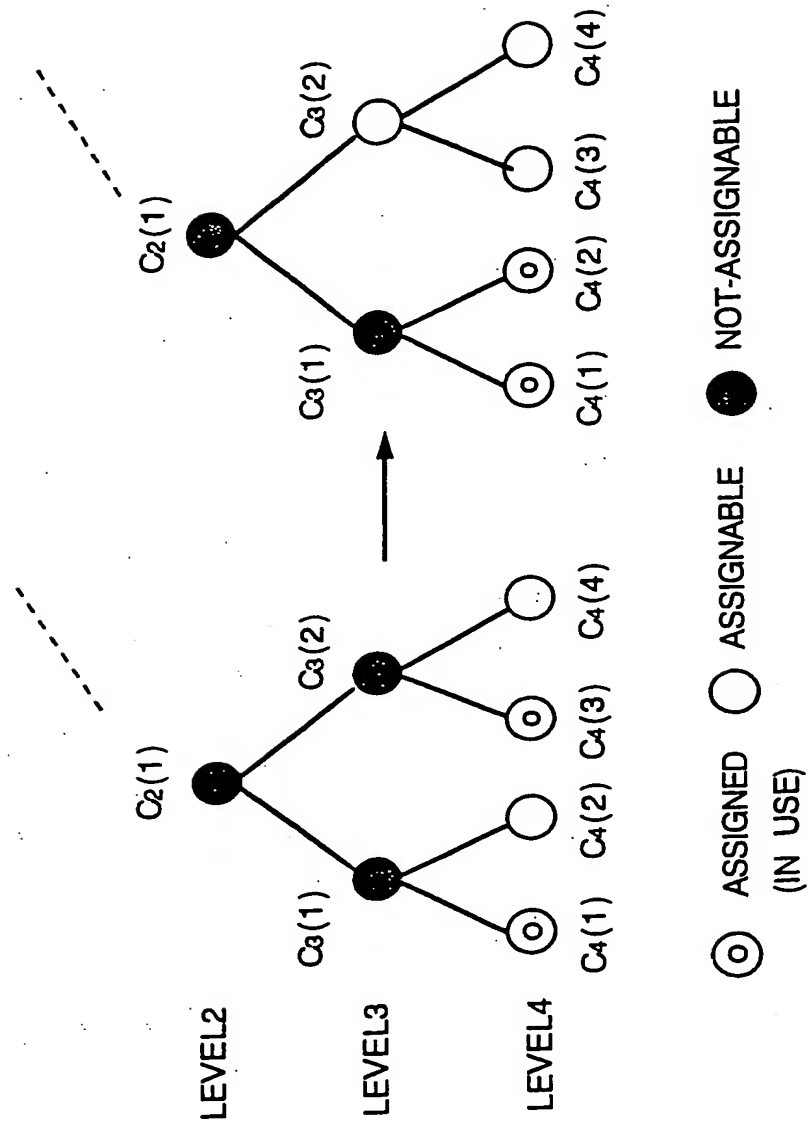 C2(1) C2(1)
LEVEL2
C3(1) C3(2) C3(1) C3(2)
LEVEL3
LEVEL4
C4(1) C4(2) C4(3) C4(4) C4(1) C4(2) C4(3) C4(4)
ASSIGNED ASSIGNABLE NOT-ASSIGNABLE
(IN USE)